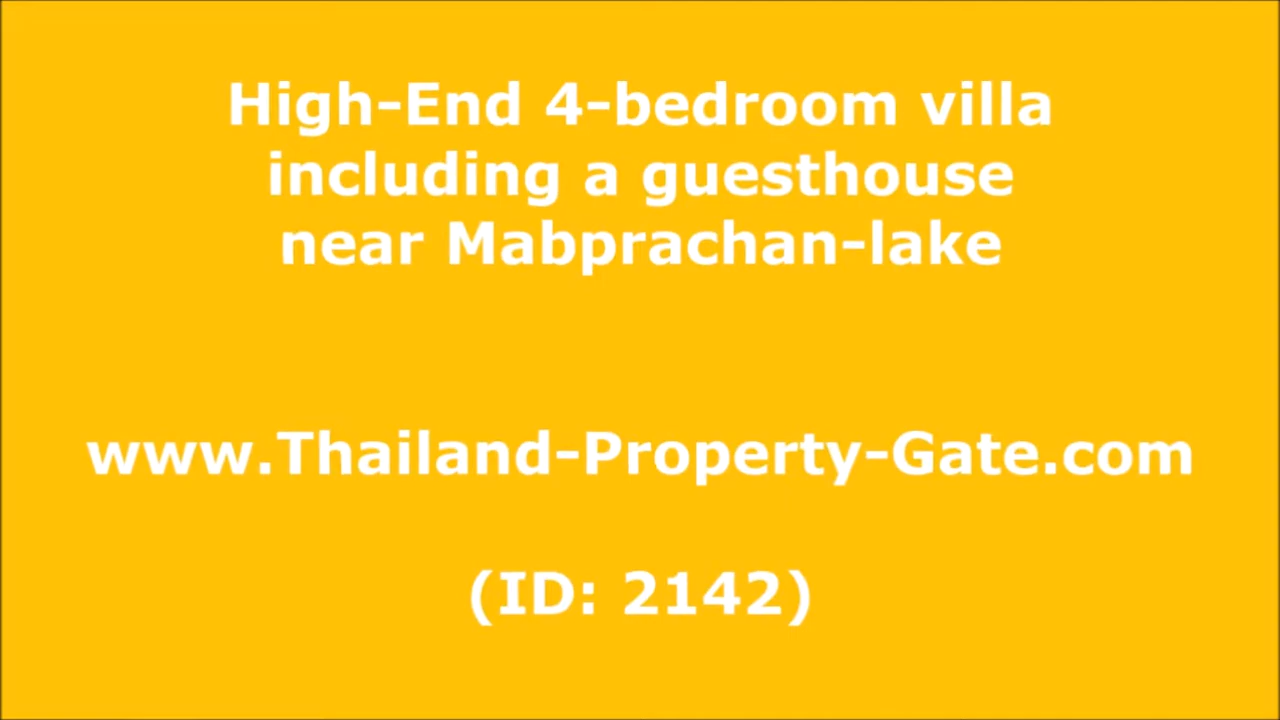 High-End 4-bedroom villa
including a guesthouse
near Mabprachan-lake
www.Thailand-Property-Gate.com
(ID: 2142)